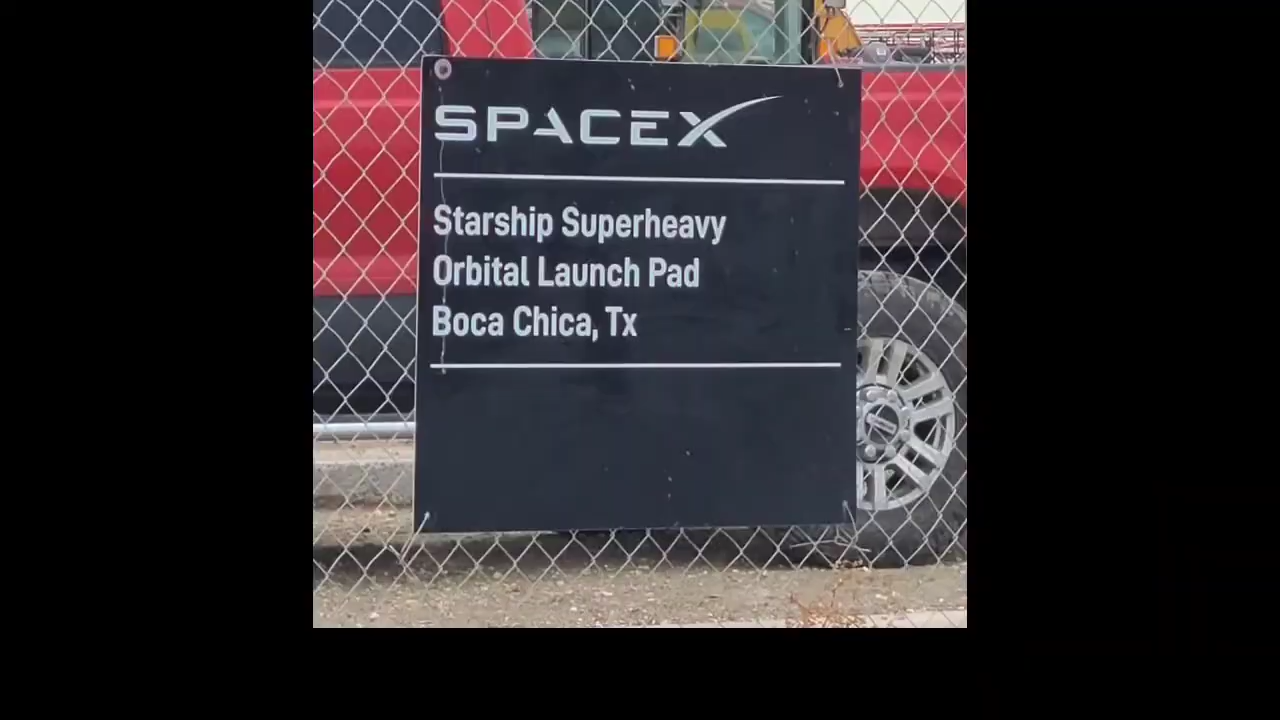 SPACEX
Starship Superheavy
Orbital Launch Pad
Boca Chica, Tx